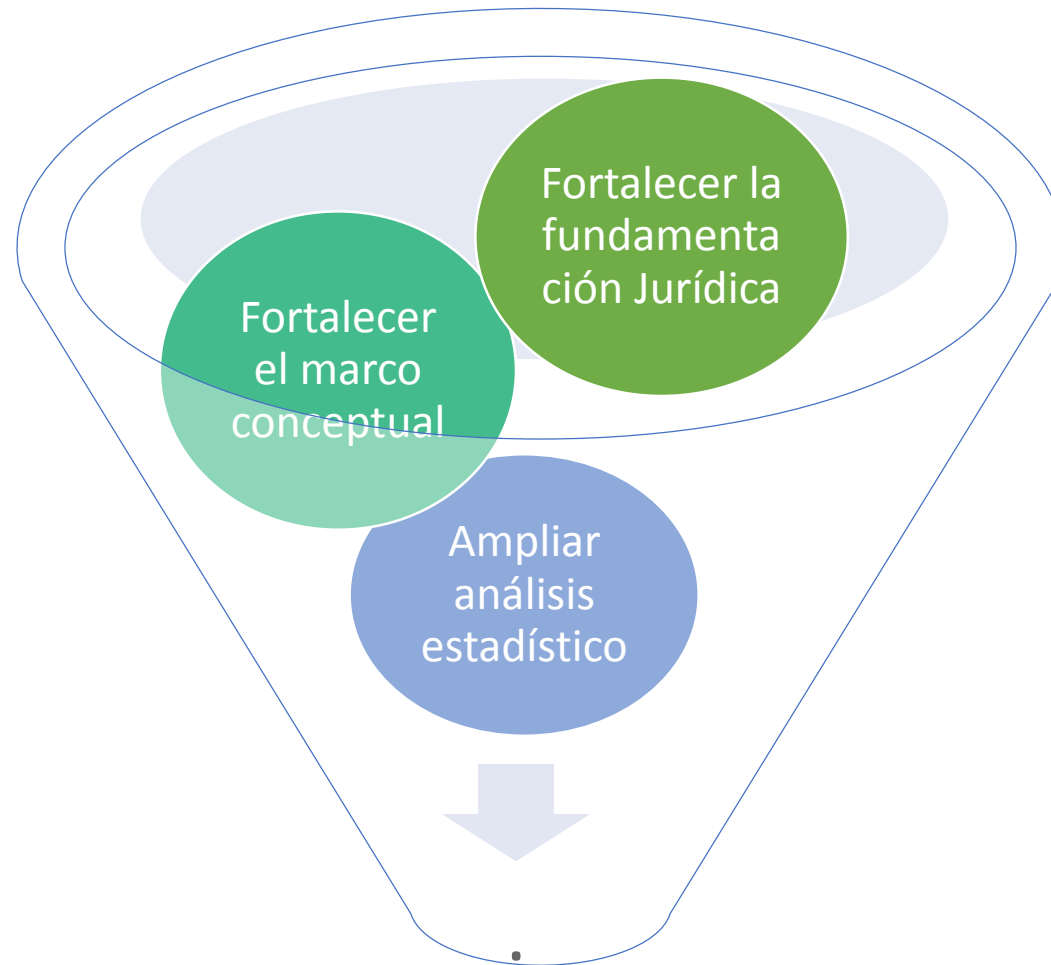 Fortalecer la
fundamenta
ción Jurídica
Fortalecer
el marco
conceptual
Ampliar
análisis
estadístico
.